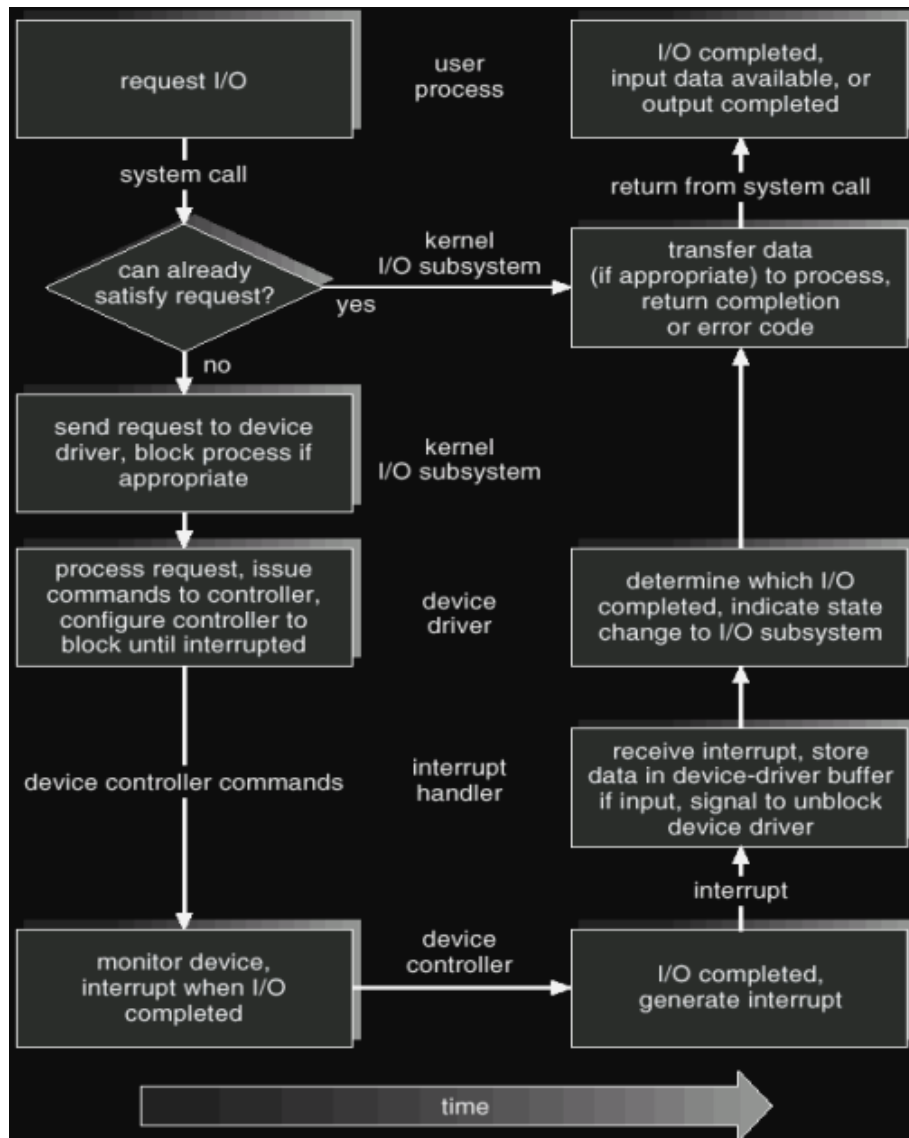 request I/O
user
process
I/O completed,
input data available, or
output completed
system call
return from system call
can already
satisfy request?
kernel
I/O subsystem
yes
transfer data
(if appropriate) to process,
return completion
or error code
no
send request to device
driver, block process if
appropriate
kernel
I/O subsystem
process request, issue
commands to controller,
configure controller to
block until interrupted
device
driver
determine which I/O
completed, indicate state
change to I/O subsystem
device controller commands
interrupt
handler
receive interrupt, store
data in device-driver buffer
if input, signal to unblock
device driver
interrupt
monitor device,
interrupt when I/O
completed
device
controller
I/O completed,
generate interrupt
time